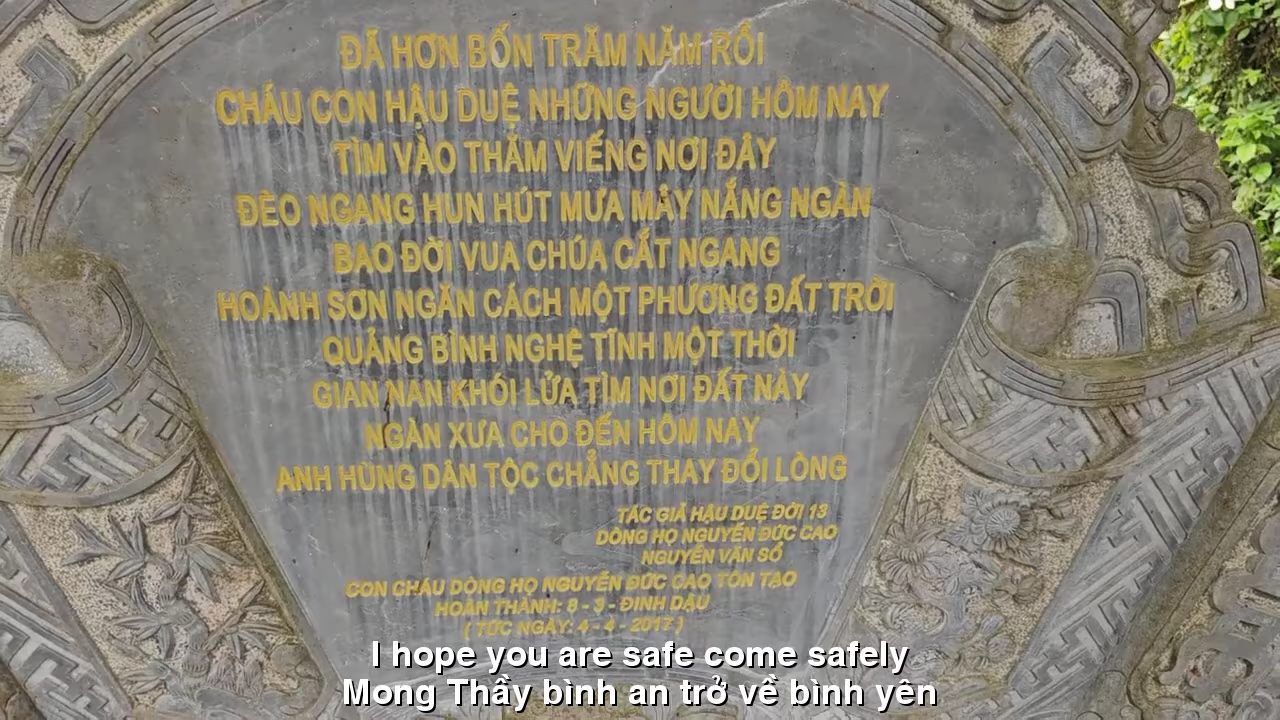 ĐÃ HƠN BỐN TRĂM NĂM RỒI
CHÁU CON HẬU DUỆ NHỮNG NGƯỜI HÔM NAY
TÌM VÀO THĂM VIẾNG NƠI ĐÂY
ĐÈO NGANG HUN HÚT MƯA MÂY NẮNG NGÀN
BAO ĐỜI VUA CHÚA CẮT NGANG
HOÀNH SƠN NGĂN CÁCH MỘT PHƯƠNG ĐẤT TRỜI
QUẢNG BÌNH NGHỆ TĨNH MỘT THỜI
GIAN NAN KHÓI LỬA TÌM NƠI ĐẤT NÀY
NGÀN XƯA CHO ĐẾN HÔM NAY
ANH HÙNG DÂN TỘC CHẲNG THAY ĐỔI LÒNG
TÁC GIẢ HẬU DUỆ ĐỜI 13
DÒNG HỌ NGUYỄN ĐỨC CAO
NGUYỄN VĂN SỔ
CON CHÁU DÒNG HỌ NGUYỄN ĐỨC CAO TÔN TẠO
HOÀN THÀNH: 8 - 3 - ĐINH DẬU
( TỨC NGÀY: 4 - 4 - 2017 )
I hope you are safe come safely
Mong Thầy bình an trở về bình yên